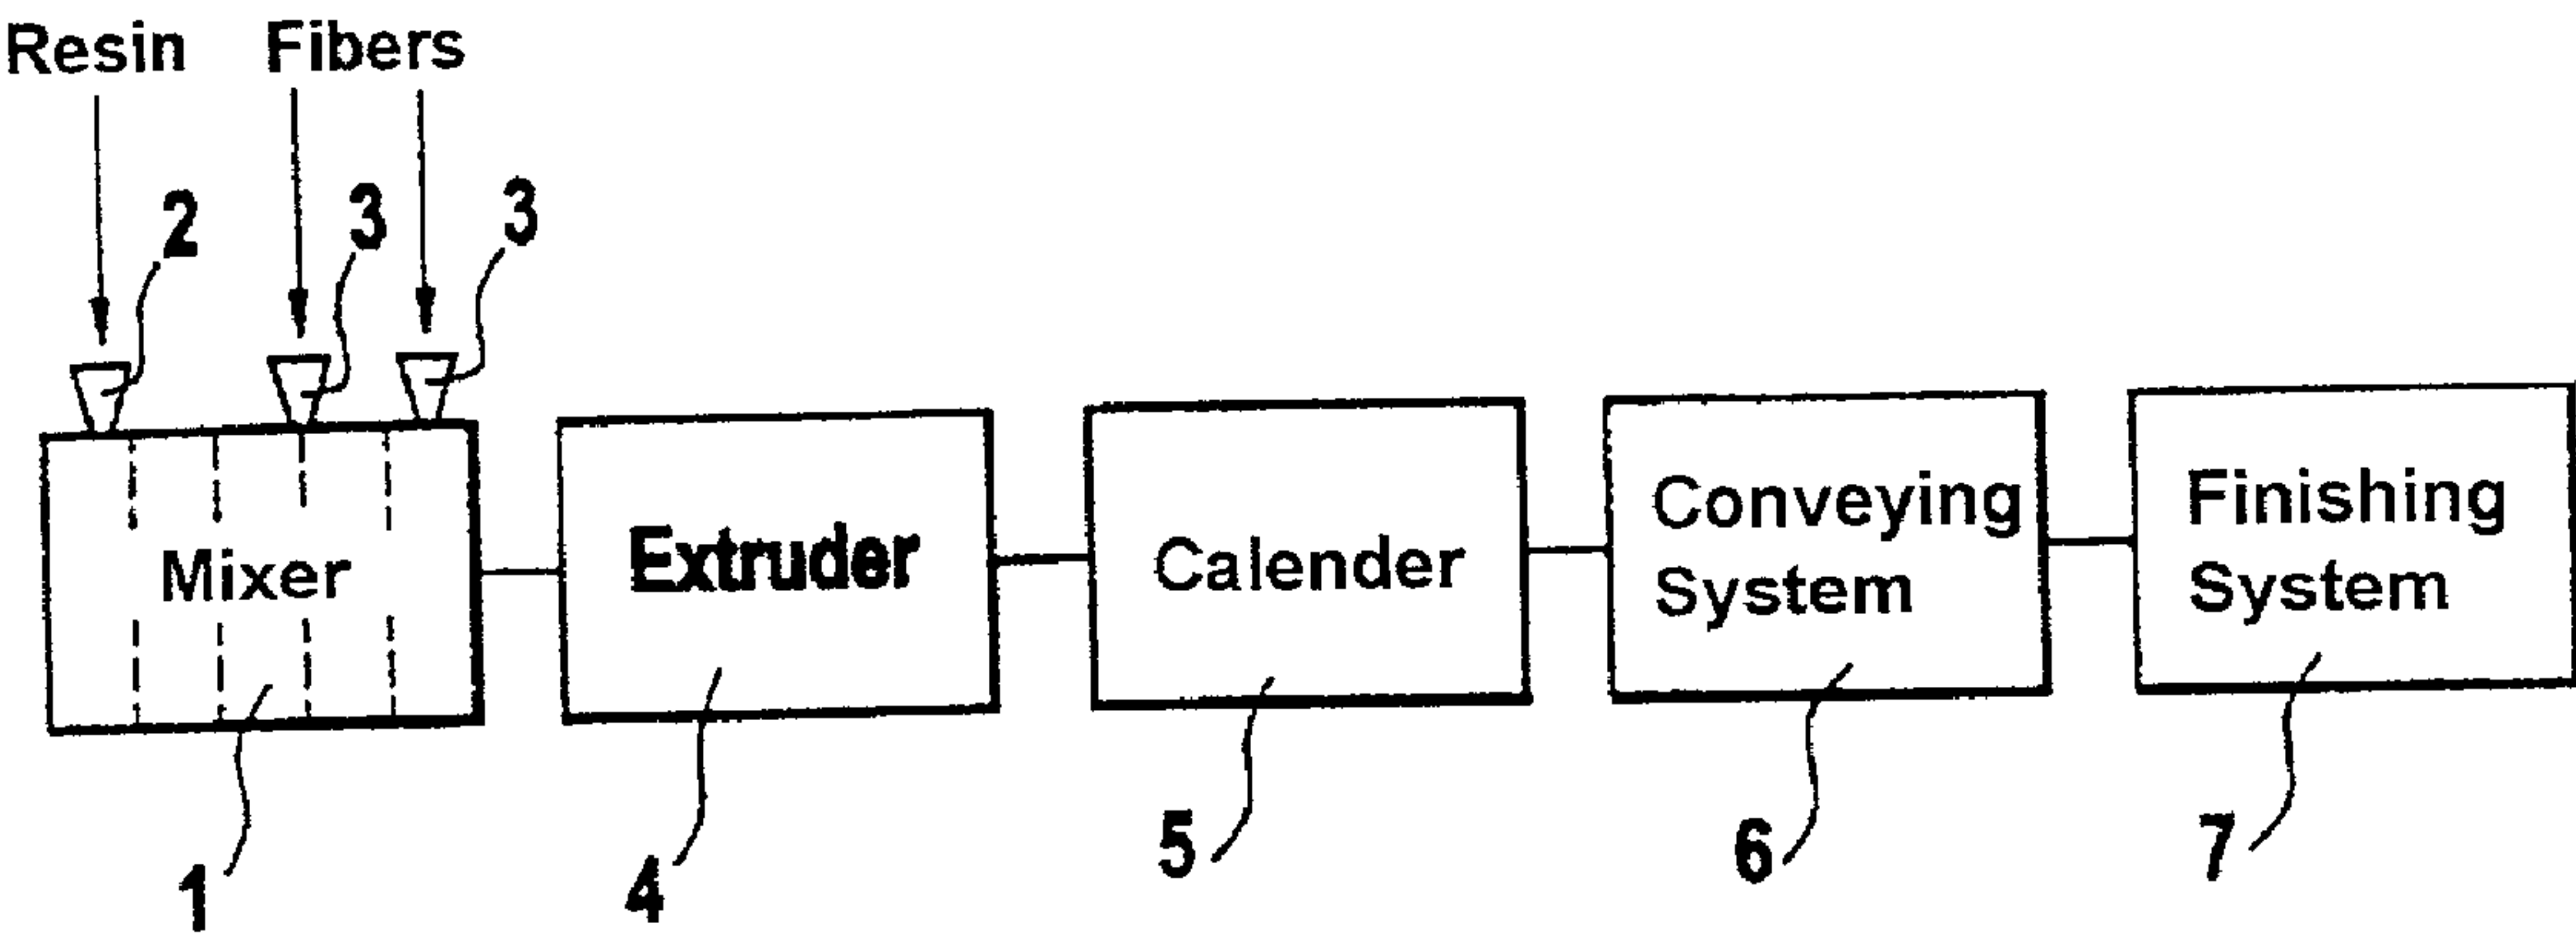 Resin Fibers
2 3 3
Mixer Extruder Calender Conveying System Finishing System
1 4 5 6 7